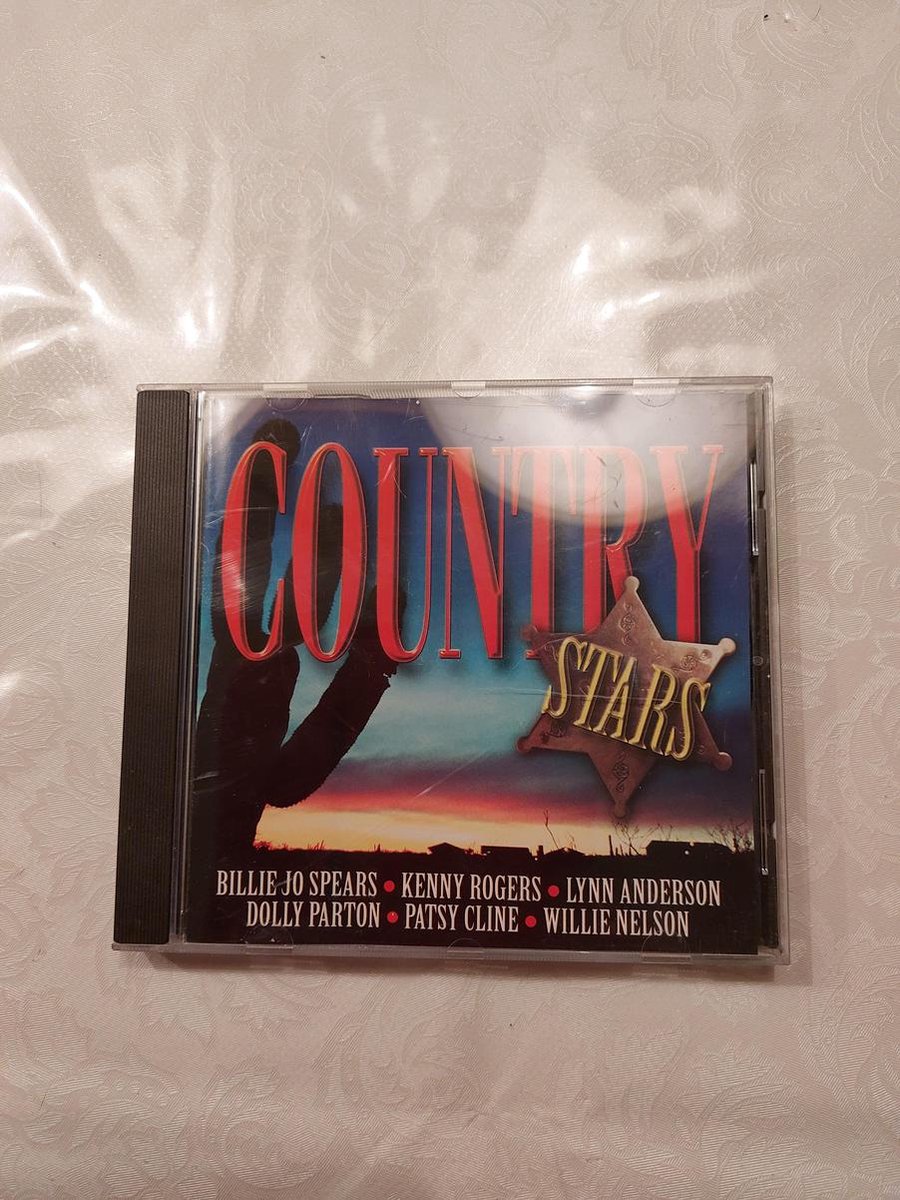 COUNTRY
STARS
BILLIE JO SPEARS • KENNY ROGERS • LYNN ANDERSON
DOLLY PARTON • PATSY CLINE • WILLIE NELSON